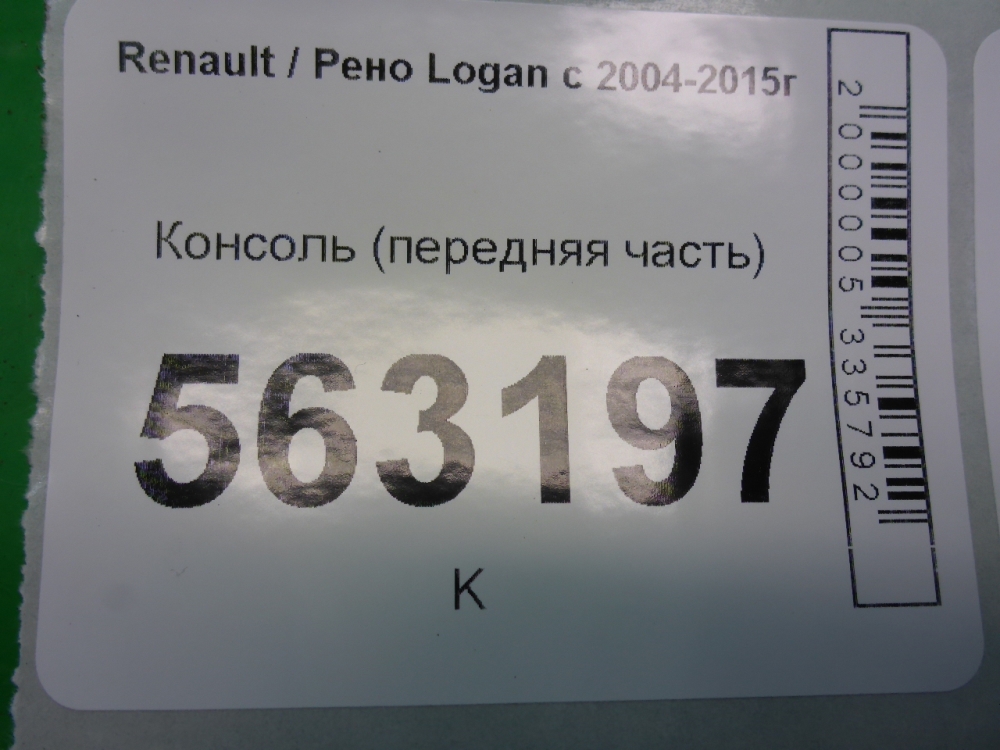 Renault / Рено Logan с 2004-2015г
Консоль (передняя часть)
563197
К
2000005335792